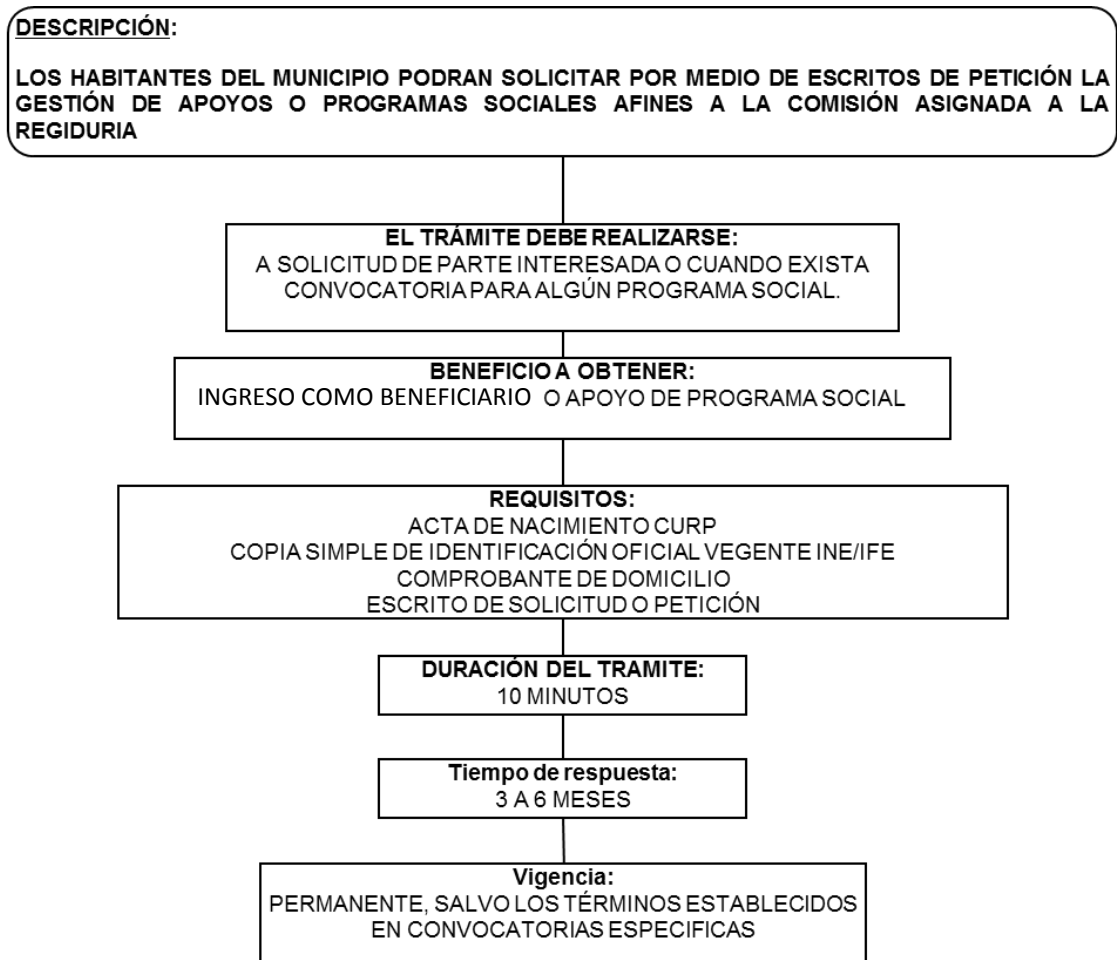 DESCRIPCIÓN:
LOS HABITANTES DEL MUNICIPIO PODRAN SOLICITAR POR MEDIO DE ESCRITOS DE PETICIÓN LA
GESTIÓN DE APOYOS O PROGRAMAS SOCIALES AFINES A LA COMISIÓN ASIGNADA A LA
REGIDURIA
EL TRÁMITE DEBE REALIZARSE:
A SOLICITUD DE PARTE INTERESADA O CUANDO EXISTA
CONVOCATORIA PARA ALGÚN PROGRAMA SOCIAL.
BENEFICIO A OBTENER:
INGRESO COMO BENEFICIARIO O APOYO DE PROGRAMA SOCIAL
REQUISITOS:
ACTA DE NACIMIENTO CURP
COPIA SIMPLE DE IDENTIFICACIÓN OFICIAL VEGENTE INE/IFE
COMPROBANTE DE DOMICILIO
ESCRITO DE SOLICITUD O PETICIÓN
DURACIÓN DEL TRAMITE:
10 MINUTOS
Tiempo de respuesta:
3 A 6 MESES
Vigencia:
PERMANENTE, SALVO LOS TÉRMINOS ESTABLECIDOS
EN CONVOCATORIAS ESPECIFICAS